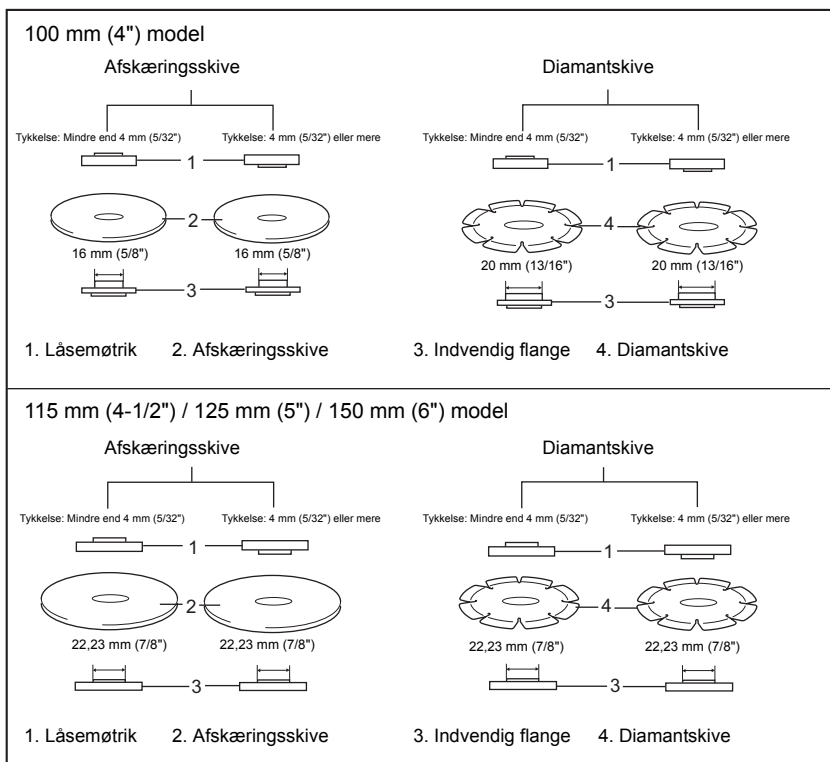 100 mm (4") model
Afskæringsskive Diamantskive
Tykkelse: Mindre end 4 mm (5/32") Tykkelse: 4 mm (5/32") eller mere Tykkelse: Mindre end 4 mm (5/32") Tykkelse: 4 mm (5/32") eller mere
1 1
2 4
16 mm (5/8") 16 mm (5/8") 20 mm (13/16") 20 mm (13/16")
3 3
1. Låsemøtrik 2. Afskæringsskive 3. Indvendig flange 4. Diamantskive
115 mm (4-1/2") / 125 mm (5") / 150 mm (6") model
Afskæringsskive Diamantskive
Tykkelse: Mindre end 4 mm (5/32") Tykkelse: 4 mm (5/32") eller mere Tykkelse: Mindre end 4 mm (5/32") Tykkelse: 4 mm (5/32") eller mere
1 1
2 4
22,23 mm (7/8") 22,23 mm (7/8") 22,23 mm (7/8") 22,23 mm (7/8")
3 3
1. Låsemøtrik 2. Afskæringsskive 3. Indvendig flange 4. Diamantskive